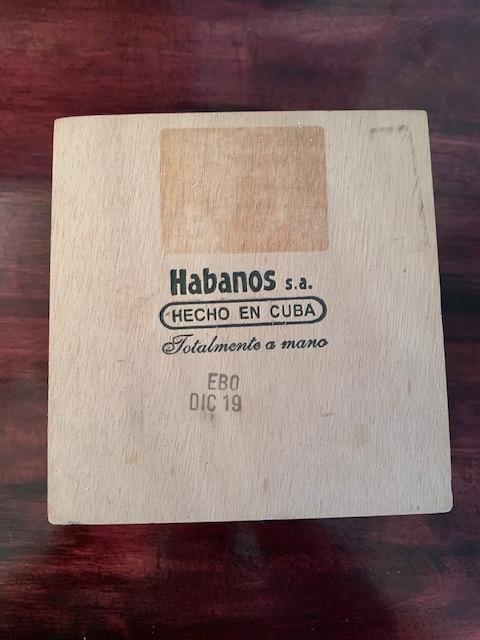 Habanos s.a.
HECHO EN CUBA
Totalmente a mano
EBO
DIC 19